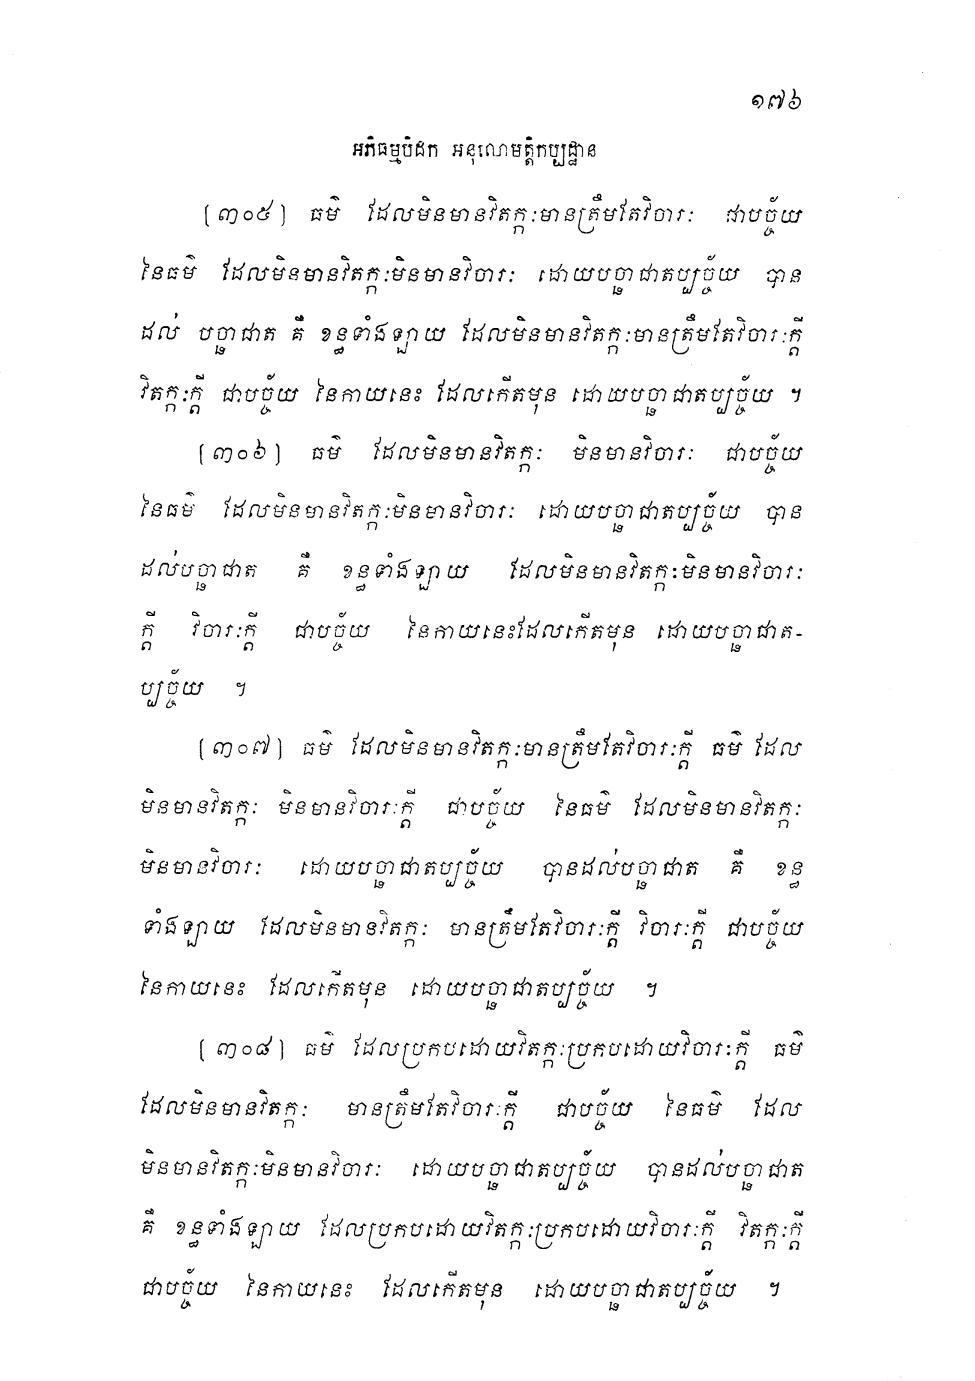 ១៧៦
អភិធម្មបិដក អនុលោមត្តិកប្បដ្ឋាន
(៣០៥) ធម៌ ដែលមិនមានវិតក្កៈមានត្រឹមតែវិចារៈ ជាបច្ច័យ
នៃធម៌ ដែលមិនមានវិតក្កៈមិនមានវិចារៈ ដោយបច្ឆាជាតប្បច្ច័យ បាន
ដល់ បច្ឆាជាត គឺ ខន្ធទាំងឡាយ ដែលមិនមានវិតក្កៈមានត្រឹមតែវិចារៈក្តី
វិតក្កៈក្តី ជាបច្ច័យ នៃកាយនេះ ដែលកើតមុន ដោយបច្ឆាជាតប្បច្ច័យ ។
(៣០៦) ធម៌ ដែលមិនមានវិតក្កៈ មិនមានវិចារៈ ជាបច្ច័យ
នៃធម៌ ដែលមិនមានវិតក្កៈមិនមានវិចារៈ ដោយបច្ឆាជាតប្បច្ច័យ បាន
ដល់បច្ឆាជាត គឺ ខន្ធទាំងឡាយ ដែលមិនមានវិតក្កៈមិនមានវិចារៈ
ក្តី វិចារៈក្តី ជាបច្ច័យ នៃកាយនេះដែលកើតមុន ដោយបច្ឆាជាត-
ប្បច្ច័យ ។
(៣០៧) ធម៌ ដែលមិនមានវិតក្កៈមានត្រឹមតែវិចារៈក្តី ធម៌ ដែល
មិនមានវិតក្កៈ មិនមានវិចារៈក្តី ជាបច្ច័យ នៃធម៌ ដែលមិនមានវិតក្កៈ
មិនមានវិចារៈ ដោយបច្ឆាជាតប្បច្ច័យ បានដល់បច្ឆាជាត គឺ ខន្ធ
ទាំងឡាយ ដែលមិនមានវិតក្កៈ មានត្រឹមតែវិចារៈក្តី វិចារៈក្តី ជាបច្ច័យ
នៃកាយនេះ ដែលកើតមុន ដោយបច្ឆាជាតប្បច្ច័យ ។
(៣០៨) ធម៌ ដែលប្រកបដោយវិតក្កៈប្រកបដោយវិចារៈក្តី ធម៌
ដែលមិនមានវិតក្កៈ មានត្រឹមតែវិចារៈក្តី ជាបច្ច័យ នៃធម៌ ដែល
មិនមានវិតក្កៈមិនមានវិចារៈ ដោយបច្ឆាជាតប្បច្ច័យ បានដល់បច្ឆាជាត
គឺ ខន្ធទាំងឡាយ ដែលប្រកបដោយវិតក្កៈប្រកបដោយវិចារៈក្តី វិតក្កៈក្តី
ជាបច្ច័យ នៃកាយនេះ ដែលកើតមុន ដោយបច្ឆាជាតប្បច្ច័យ ។